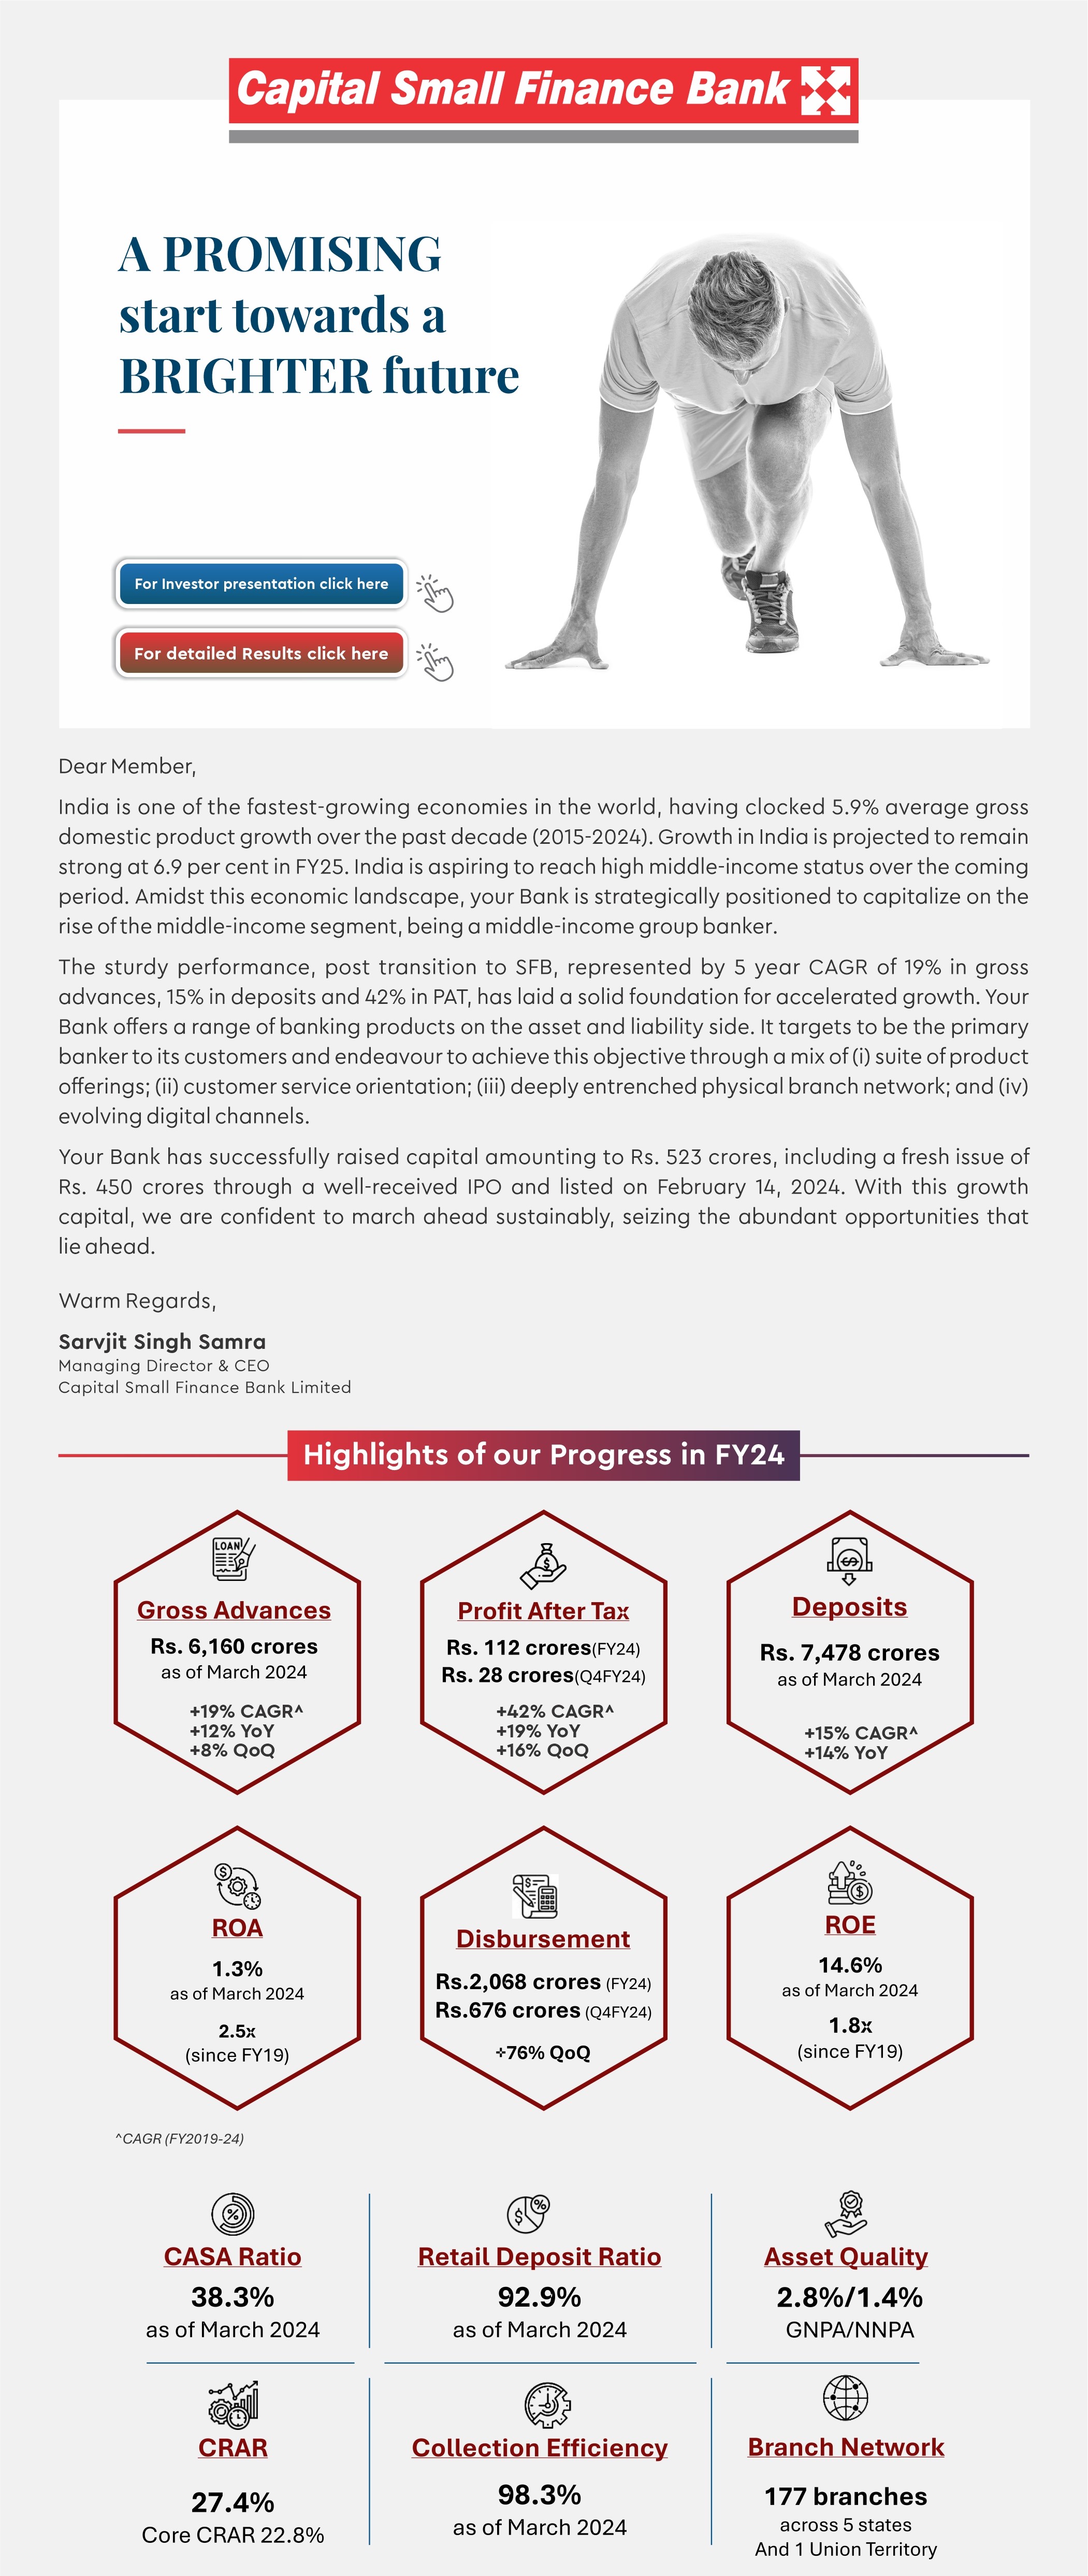 Capital Small Finance Bank
A PROMISING
start towards a
BRIGHTER future
For Investor presentation click here
For detailed Results click here
Dear Member,
India is one of the fastest-growing economies in the world, having clocked 5.9% average gross
domestic product growth over the past decade (2015-2024). Growth in India is projected to remain
strong at 6.9 per cent in FY25. India is aspiring to reach high middle-income status over the coming
period. Amidst this economic landscape, your Bank is strategically positioned to capitalize on the
rise of the middle-income segment, being a middle-income group banker.
The sturdy performance, post transition to SFB, represented by 5 year CAGR of 19% in gross
advances, 15% in deposits and 42% in PAT, has laid a solid foundation for accelerated growth. Your
Bank offers a range of banking products on the asset and liability side. It targets to be the primary
banker to its customers and endeavour to achieve this objective through a mix of (i) suite of product
offerings; (ii) customer service orientation; (iii) deeply entrenched physical branch network; and (iv)
evolving digital channels.
Your Bank has successfully raised capital amounting to Rs. 523 crores, including a fresh issue of
Rs. 450 crores through a well-received IPO and listed on February 14, 2024. With this growth
capital, we are confident to march ahead sustainably, seizing the abundant opportunities that
lie ahead.
Warm Regards,
Sarvjit Singh Samra
Managing Director & CEO
Capital Small Finance Bank Limited
Highlights of our Progress in FY24
LOAN
Gross Advances
Rs. 6,160 crores
as of March 2024
+19% CAGR^
+12% YoY
+8% QoQ
Profit After Tax
Rs. 112 crores(FY24)
Rs. 28 crores(Q4FY24)
+42% CAGR^
+19% YoY
+16% QoQ
Deposits
Rs. 7,478 crores
as of March 2024
+15% CAGR^
+14% YoY
ROA
1.3%
as of March 2024
2.5x
(since FY19)
Disbursement
Rs.2,068 crores (FY24)
Rs.676 crores (Q4FY24)
+76% QoQ
ROE
14.6%
as of March 2024
1.8x
(since FY19)
^CAGR (FY2019-24)
CASA Ratio
38.3%
as of March 2024
Retail Deposit Ratio
92.9%
as of March 2024
Asset Quality
2.8%/1.4%
GNPA/NNPA
CRAR
27.4%
Core CRAR 22.8%
Collection Efficiency
98.3%
as of March 2024
Branch Network
177 branches
across 5 states
And 1 Union Territory